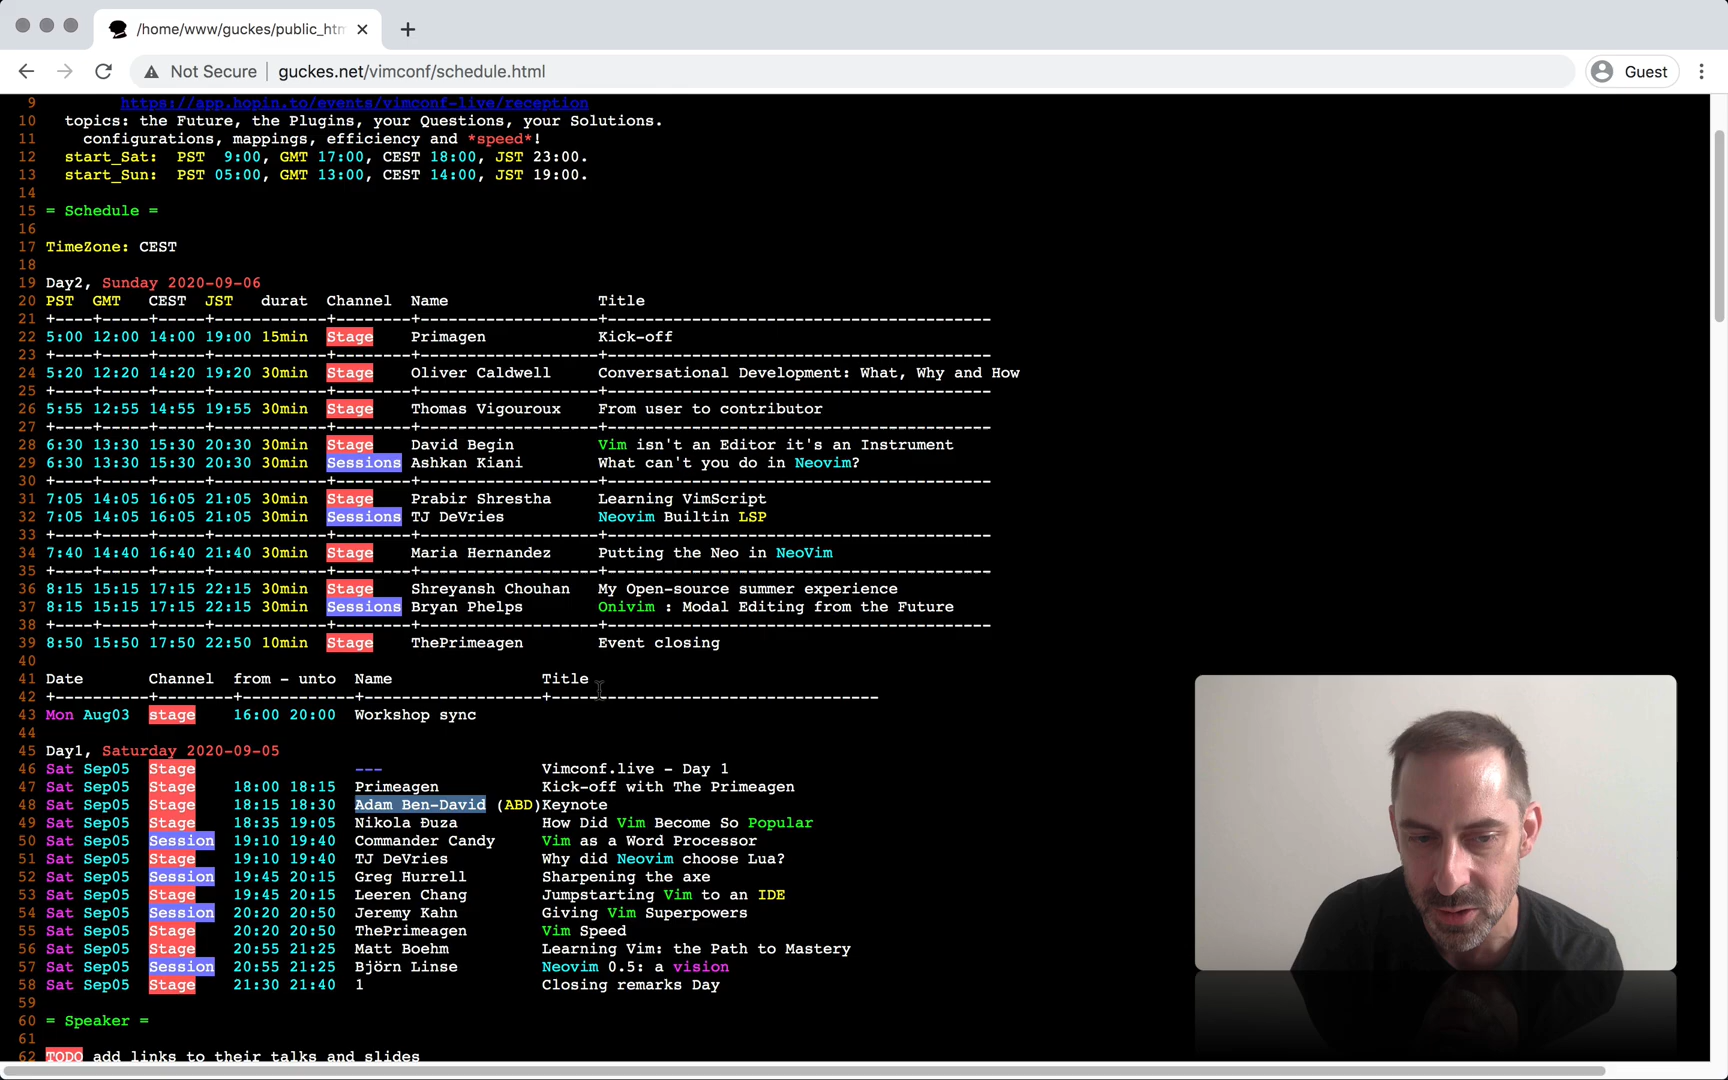 /home/www/guckes/public_htm
Not Secure | guckes.net/vimconf/schedule.html
Guest
9 https://app.hopin.to/events/vimconf-live/reception
10 topics: the Future, the Plugins, your Questions, your Solutions.
11 configurations, mappings, efficiency and *speed*!
12 start_Sat: PST 9:00, GMT 17:00, CEST 18:00, JST 23:00.
13 start_Sun: PST 05:00, GMT 13:00, CEST 14:00, JST 19:00.
14
15 = Schedule =
16
17 TimeZone: CEST
18
19 Day2, Sunday 2020-09-06
20 PST GMT CEST JST durat Channel Name Title
21 +----+-----+-----+-----------+--------+-------------------+-----------------------------------------
22 5:00 12:00 14:00 19:00 15min Stage Primagen Kick-off
23 +----+-----+-----+-----------+--------+-------------------+-----------------------------------------
24 5:20 12:20 14:20 19:20 30min Stage Oliver Caldwell Conversational Development: What, Why and How
25 +----+-----+-----+-----------+--------+-------------------+-----------------------------------------
26 5:55 12:55 14:55 19:55 30min Stage Thomas Vigouroux From user to contributor
27 +----+-----+-----+-----------+--------+-------------------+-----------------------------------------
28 6:30 13:30 15:30 20:30 30min Stage David Begin Vim isn't an Editor it's an Instrument
29 6:30 13:30 15:30 20:30 30min Sessions Ashkan Kiani What can't you do in Neovim?
30 +----+-----+-----+-----------+--------+-------------------+-----------------------------------------
31 7:05 14:05 16:05 21:05 30min Stage Prabir Shrestha Learning VimScript
32 7:05 14:05 16:05 21:05 30min Sessions TJ DeVries Neovim Builtin LSP
33 +----+-----+-----+-----------+--------+-------------------+-----------------------------------------
34 7:40 14:40 16:40 21:40 30min Stage Maria Hernandez Putting the Neo in NeoVim
35 +----+-----+-----+-----------+--------+-------------------+-----------------------------------------
36 8:15 15:15 17:15 22:15 30min Stage Shreyansh Chouhan My Open-source summer experience
37 8:15 15:15 17:15 22:15 30min Sessions Bryan Phelps Onivim : Modal Editing from the Future
38 +----+-----+-----+-----------+--------+-------------------+-----------------------------------------
39 8:50 15:50 17:50 22:50 10min Stage ThePrimeagen Event closing
40
41 Date Channel from - unto Name Title
42 +----------+--------+------------+-------------------+-----------------------------------
43 Mon Aug03 stage 16:00 20:00 Workshop sync
44
45 Day1, Saturday 2020-09-05
46 Sat Sep05 Stage --- Vimconf.live - Day 1
47 Sat Sep05 Stage 18:00 18:15 Primeagen Kick-off with The Primeagen
48 Sat Sep05 Stage 18:15 18:30 Adam Ben-David (ABD)Keynote
49 Sat Sep05 Stage 18:35 19:05 Nikola Đuza How Did Vim Become So Popular
50 Sat Sep05 Session 19:10 19:40 Commander Candy Vim as a Word Processor
51 Sat Sep05 Stage 19:10 19:40 TJ DeVries Why did Neovim choose Lua?
52 Sat Sep05 Session 19:45 20:15 Greg Hurrell Sharpening the axe
53 Sat Sep05 Stage 19:45 20:15 Leeren Chang Jumpstarting Vim to an IDE
54 Sat Sep05 Session 20:20 20:50 Jeremy Kahn Giving Vim Superpowers
55 Sat Sep05 Stage 20:20 20:50 ThePrimeagen Vim Speed
56 Sat Sep05 Stage 20:55 21:25 Matt Boehm Learning Vim: the Path to Mastery
57 Sat Sep05 Session 20:55 21:25 Björn Linse Neovim 0.5: a vision
58 Sat Sep05 Stage 21:30 21:40 1 Closing remarks Day
59
60 = Speaker =
61
62 TODO add links to their talks and slides